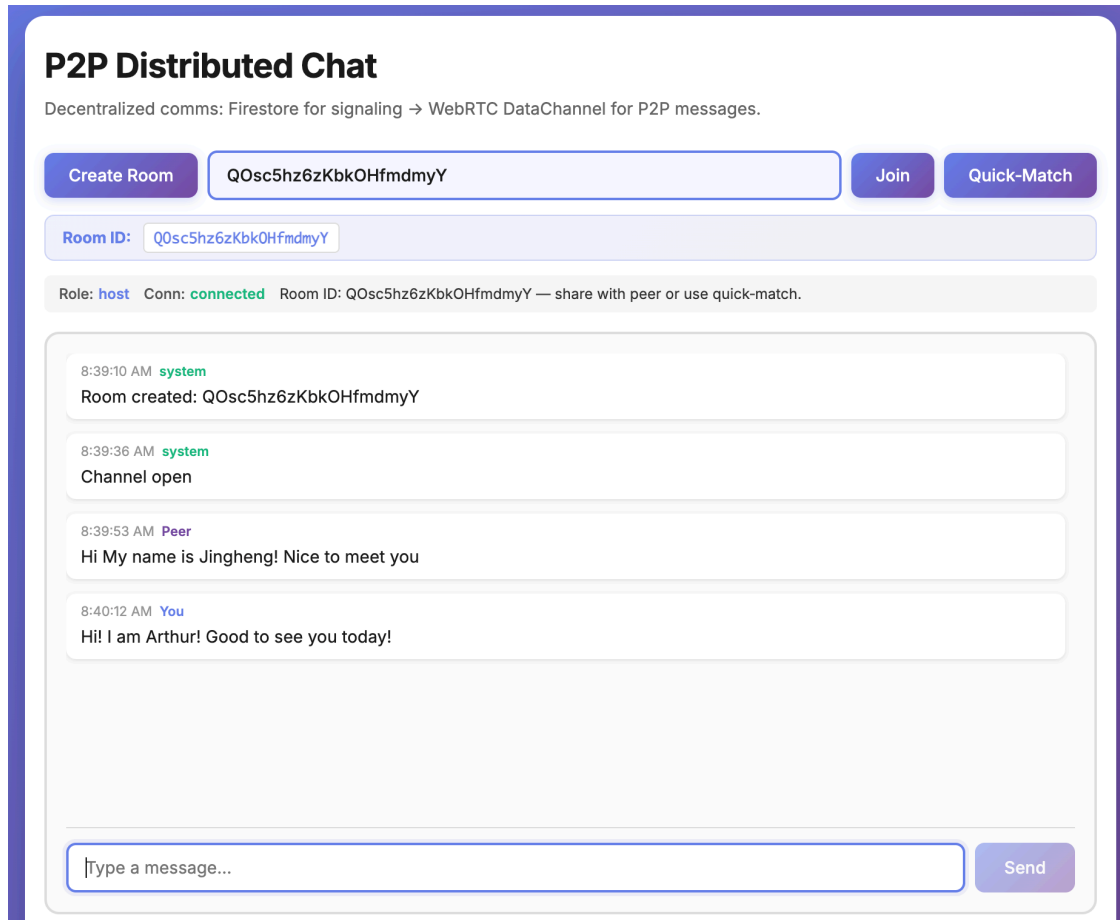 P2P Distributed Chat
Decentralized comms: Firestore for signaling → WebRTC DataChannel for P2P messages.
Create Room QOsc5hz6zKbkOHfmdmyY Join Quick-Match
Room ID: QOsc5hz6zKbkOHfmdmyY
Role: host Conn: connected Room ID: QOsc5hz6zKbkOHfmdmyY — share with peer or use quick-match.
8:39:10 AM system
Room created: QOsc5hz6zKbkOHfmdmyY
8:39:36 AM system
Channel open
8:39:53 AM Peer
Hi My name is Jingheng! Nice to meet you
8:40:12 AM You
Hi! I am Arthur! Good to see you today!
Type a message... Send